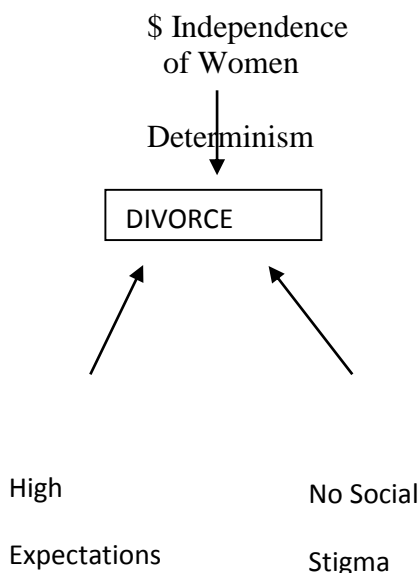 $ Independence
of Women
Determinism
DIVORCE
High
Expectations
No Social
Stigma